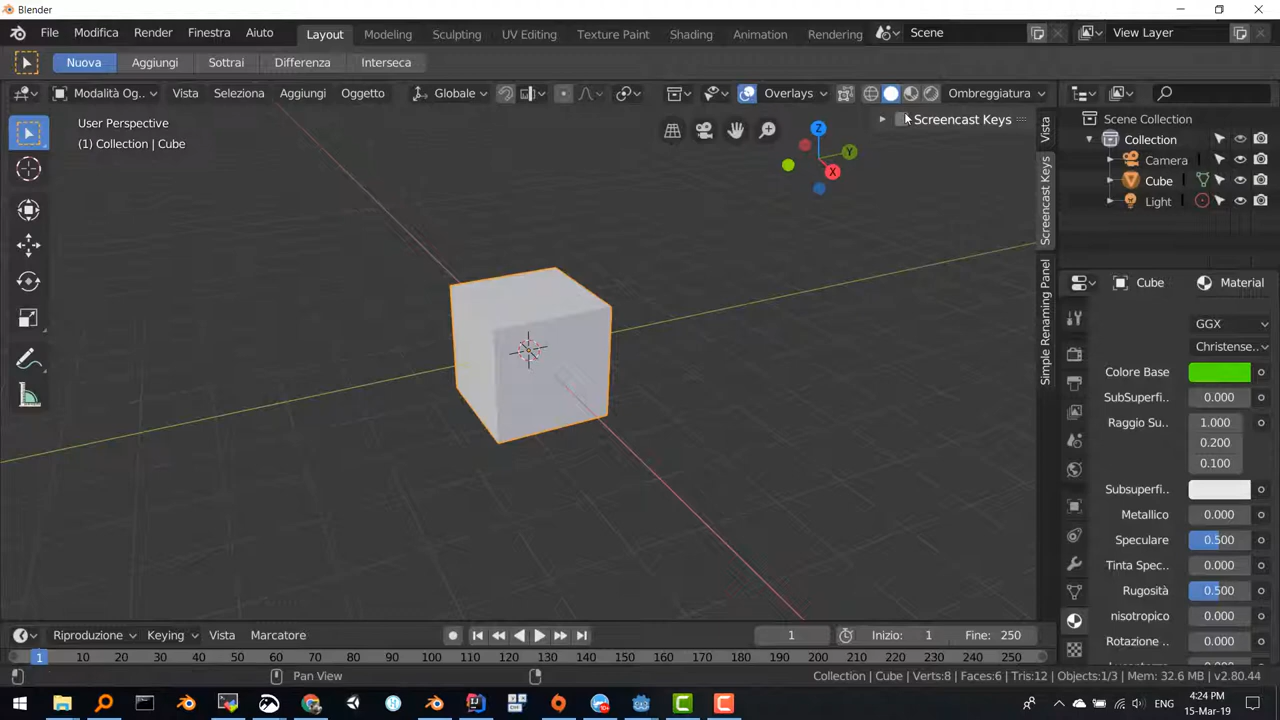 Blender
File Modifica Render Finestra Aiuto Layout Modeling Sculpting UV Editing Texture Paint Shading Animation Rendering Scene View Layer
Nuova Aggiungi Sottrai Differenza Interseca
Modalità Og.. Vista Seleziona Aggiungi Oggetto Globale Overlays Ombreggiatura
User Perspective
(1) Collection | Cube
Screencast Keys
Z
Y
X
Vista
Screencast Keys
Simple Renaming Panel
Scene Collection
Collection
Camera
Cube
Light
Cube Material
GGX
Christense..
Colore Base
SubSuperfi.. 0.000
Raggio Su.. 1.000
0.200
0.100
Subsuperfi..
Metallico 0.000
Speculare 0.500
Tinta Spec.. 0.000
Rugosità 0.500
nisotropico 0.000
Rotazione .. 0.000
Riproduzione Keying Vista Marcatore 1 Inizio: 1 Fine: 250
1 10 20 30 40 50 60 70 80 90 100 110 120 130 140 150 160 170 180 190 200 210 220 230 240 250
Pan View Collection | Cube | Verts:8 | Faces:6 | Tris:12 | Objects:1/3 | Mem: 32.6 MB | v2.80.44
ENG
4:24 PM
15-Mar-19